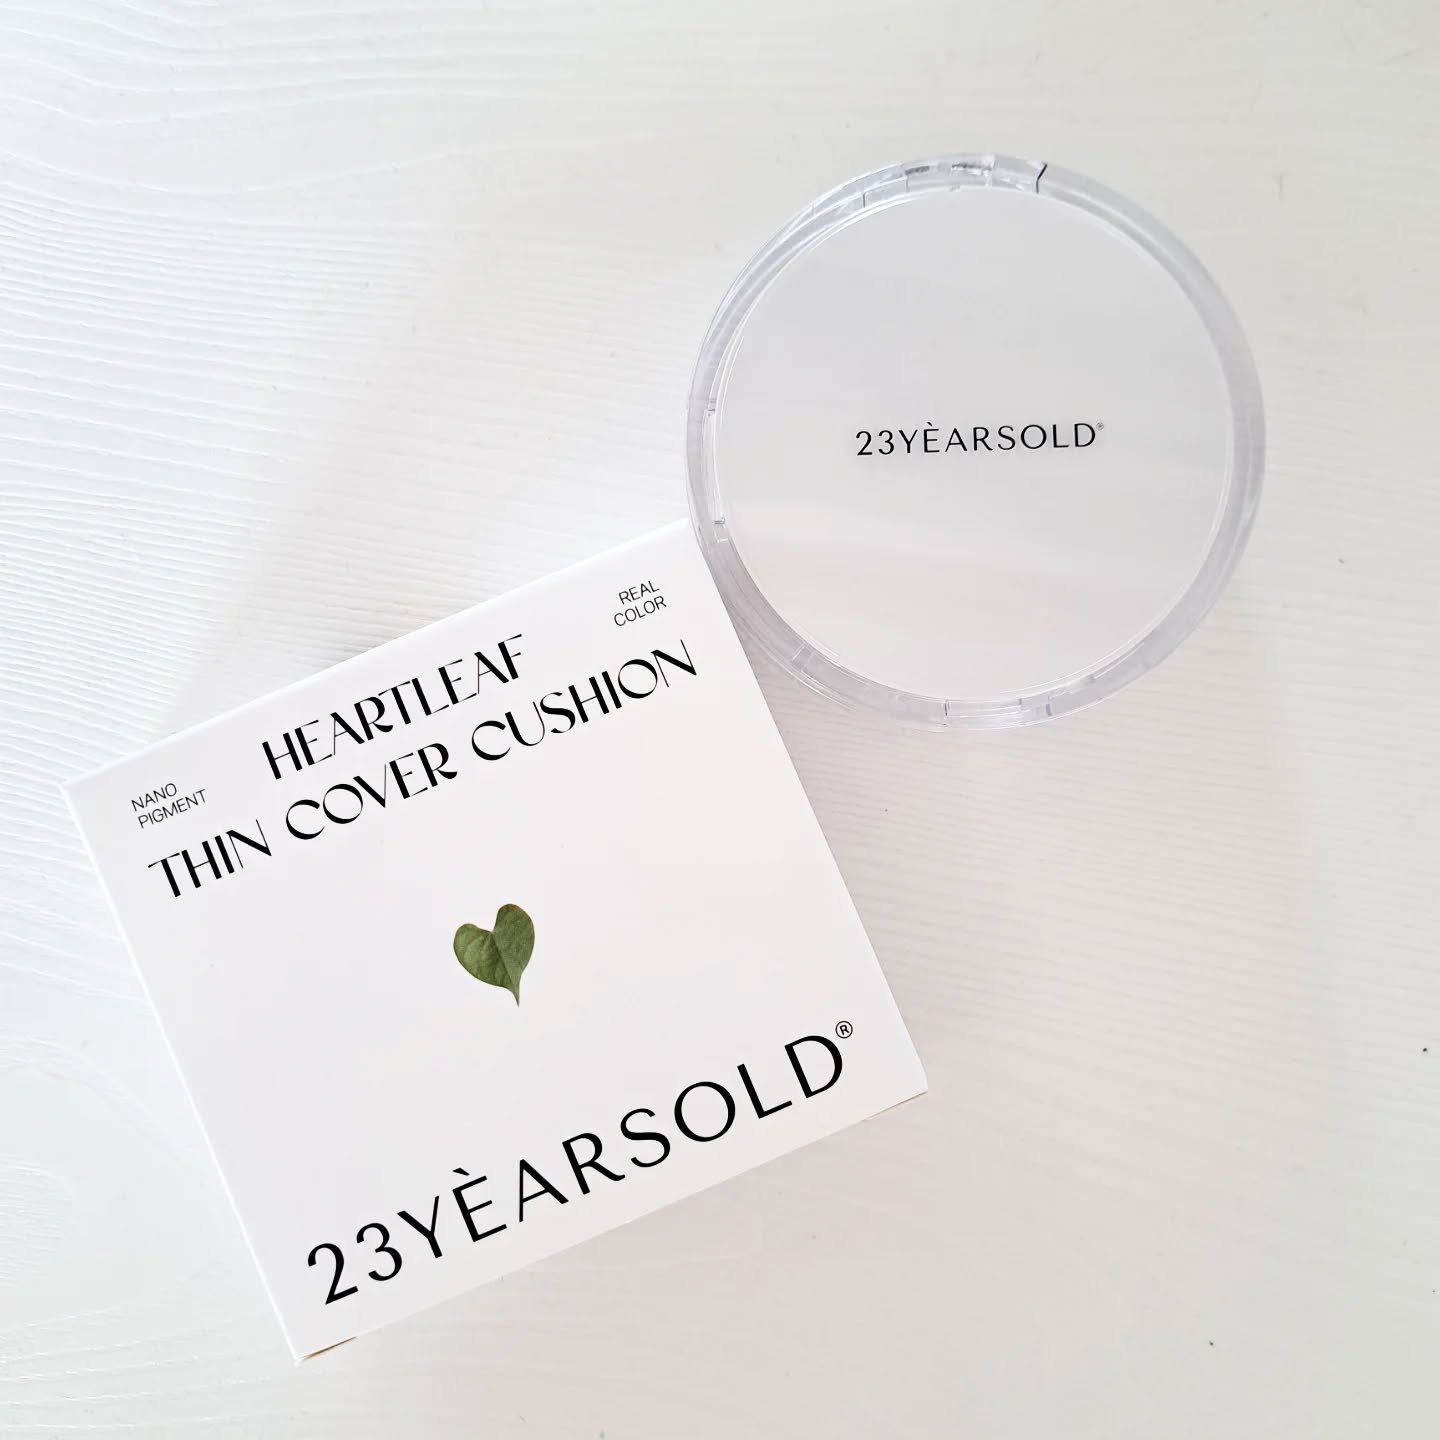 23YÈARSOLD®
REAL
COLOR
HEARTLEAF
THIN COVER CUSHION
NANO
PIGMENT
23YÈARSOLD®